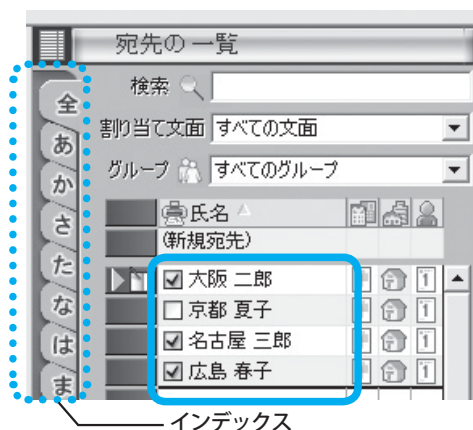 宛先の一覧
検索
割り当て文面 すべての文面
グループ すべてのグループ
氏名
(新規宛先)
大阪 二郎
京都 夏子
名古屋 三郎
広島 春子
全
あ
か
さ
た
な
は
ま
インデックス